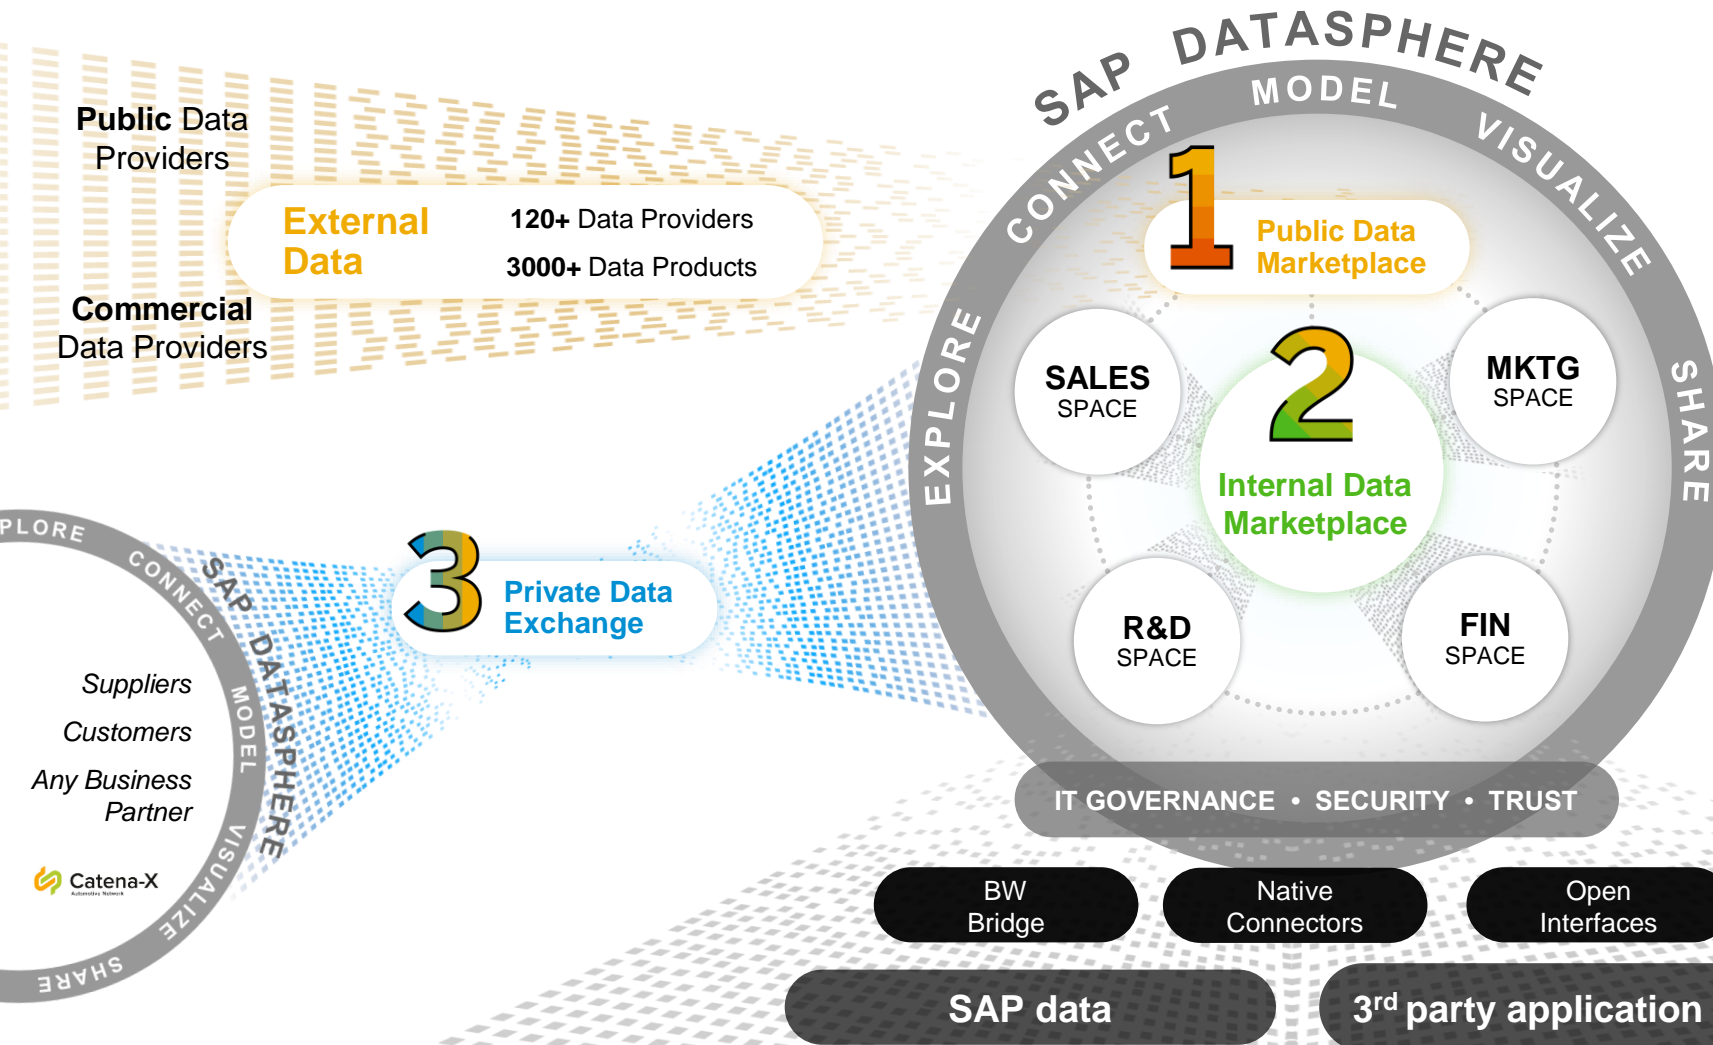 SAP DATASPHERE
EXPLORE CONNECT MODEL VISUALIZE SHARE
Public Data
Providers
External
Data
120+ Data Providers
3000+ Data Products
Commercial
Data Providers
1
Public Data
Marketplace
SALES
SPACE
MKTG
SPACE
2
Internal Data
Marketplace
R&D
SPACE
FIN
SPACE
3
Private Data
Exchange
SAP DATASPHERE
PLORE CONNECT MODEL VISUALIZE SHARE
Suppliers
Customers
Any Business
Partner
Catena-X
Automotive Network
IT GOVERNANCE • SECURITY • TRUST
BW
Bridge
Native
Connectors
Open
Interfaces
SAP data
3rd party application